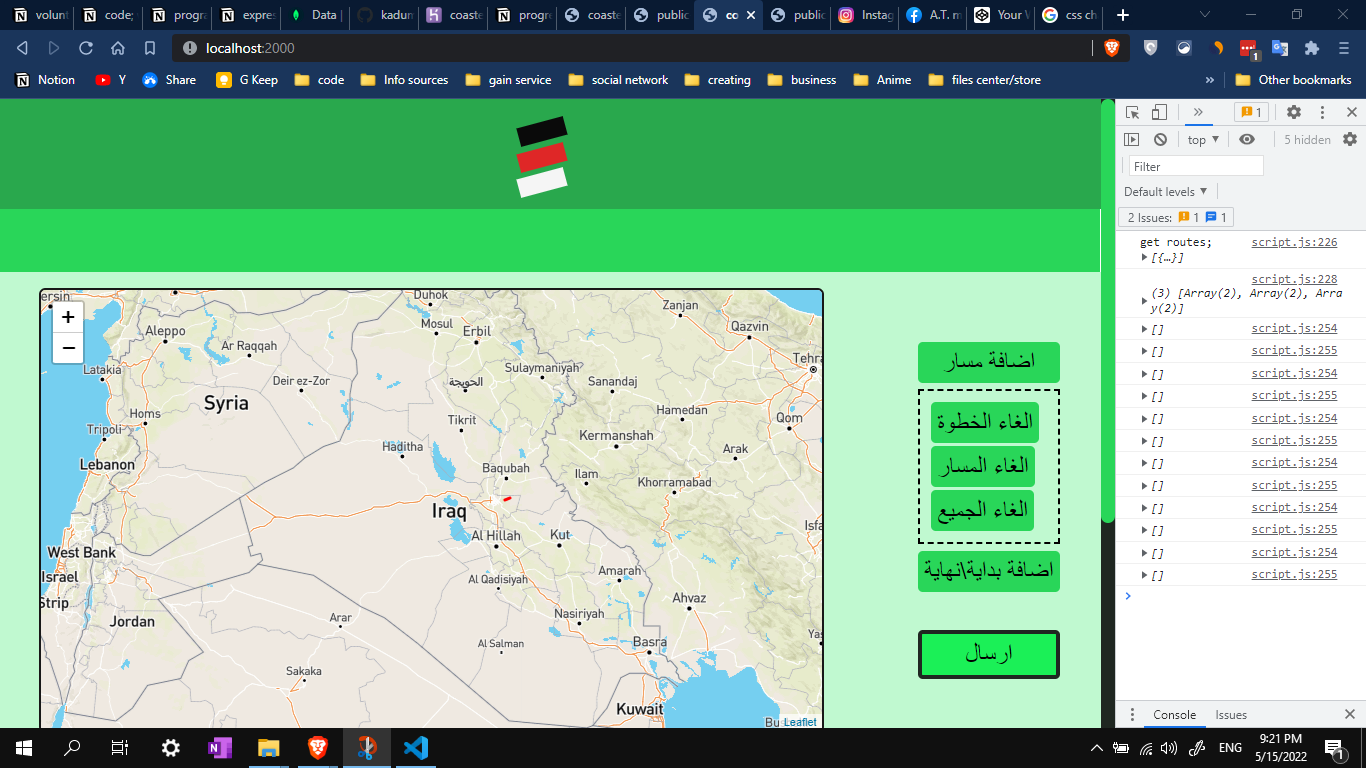 volunt
code;
progra
expres
Data |
kadum
coaste
progre
coaste
public
co
public
Instag
A.T. m
Your W
css ch
localhost:2000
Notion
Y
Share
G Keep
code
Info sources
gain service
social network
creating
business
Anime
files center/store
Other bookmarks
1
top
5 hidden
Filter
Default levels
2 Issues: 1 1
get routes; script.js:226
[{…}]
script.js:228
(3) [Array(2), Array(2), Arra
y(2)]
[] script.js:254
[] script.js:255
[] script.js:254
[] script.js:255
[] script.js:254
[] script.js:255
[] script.js:254
[] script.js:255
[] script.js:254
[] script.js:255
[] script.js:254
[] script.js:255
Console Issues
ersin
Duhok
Zanjan
Aleppo
Mosul
Erbil
Qazvin
Ar Raqqah
Tehra
Latakia
Deir ez-Zor
الحويجة
Sulaymaniyah
Sanandaj
Syria
Homs
Tikrit
Hamedan
Qom
Tripoli
Haditha
Kermanshah
Arak
Lebanon
Baqubah
Ilam
Khorramabad
Iraq
Isfa
West Bank
Al Hillah
Kut
Israel
Al Qadisiyah
Amarah
Strip
Ahvaz
Jordan
Arar
Nasiriyah
Al Salman
Basra
Yas
Sakaka
Kuwait
Bu
Leaflet
اضافة مسار
الغاء الخطوة
الغاء المسار
الغاء الجميع
اضافة بداية\نهاية
ارسال
ENG
9:21 PM
5/15/2022
1